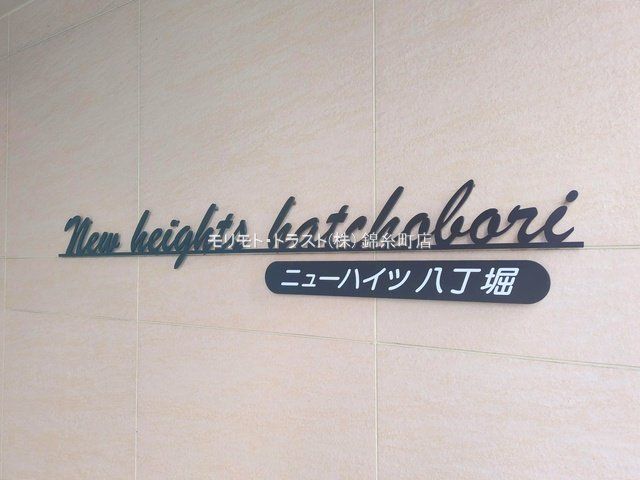 New heights hatchobori
モリモト・トラスト(株) 錦糸町店
ニューハイツ 八丁堀